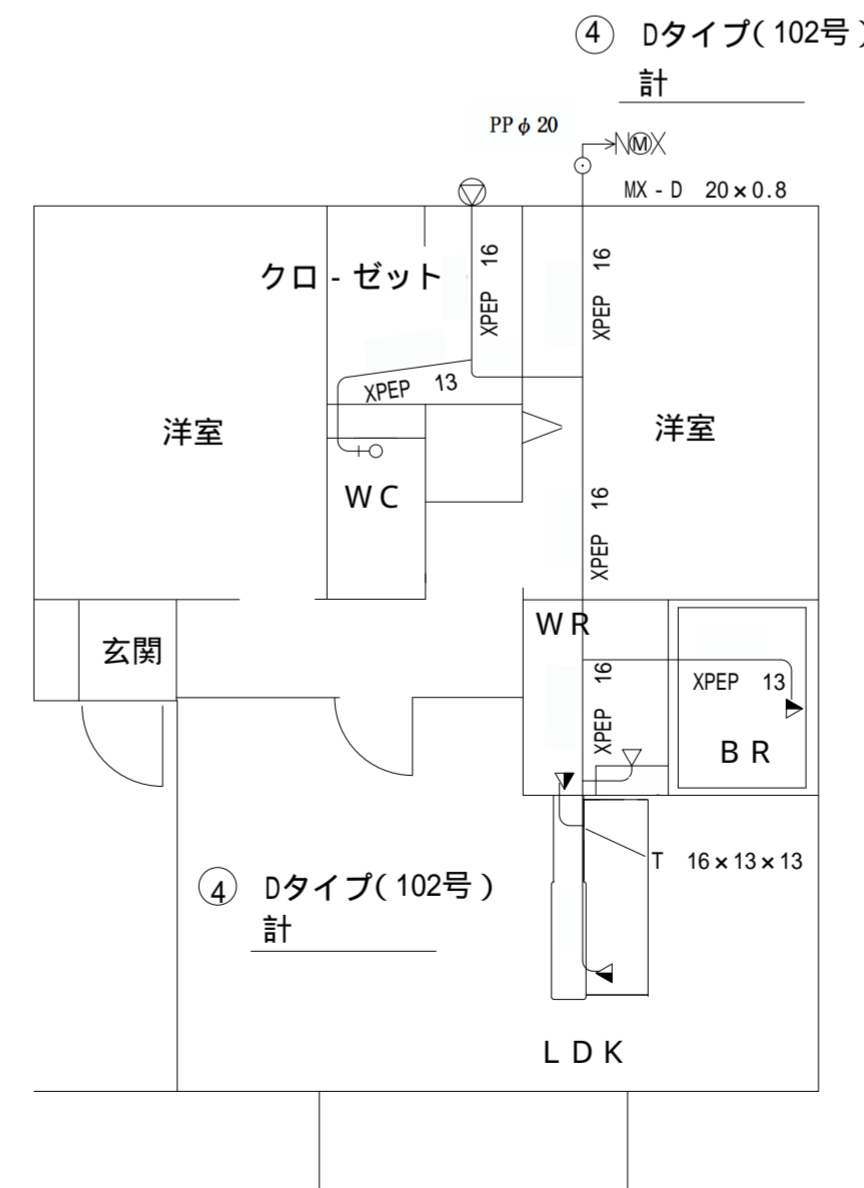 ④ Dタイプ(102号)
計
PPφ20
NⓂX
MX-D 20×0.8
クロ-ゼット
XPEP 16
XPEP 16
XPEP 13
洋室
洋室
WC
XPEP 16
WR
玄関
XPEP 16
XPEP 13
BR
T 16×13×13
④ Dタイプ(102号)
計
LDK